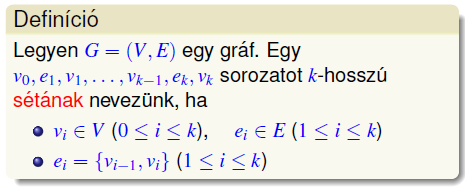 Definíció
Legyen G = (V, E) egy gráf. Egy
v₀, e₁, v₁, . . . , vₖ₋₁, eₖ, vₖ sorozatot k-hosszú
sétának nevezünk, ha
• vᵢ ∈ V (0 ≤ i ≤ k), eᵢ ∈ E (1 ≤ i ≤ k)
• eᵢ = {vᵢ₋₁, vᵢ} (1 ≤ i ≤ k)